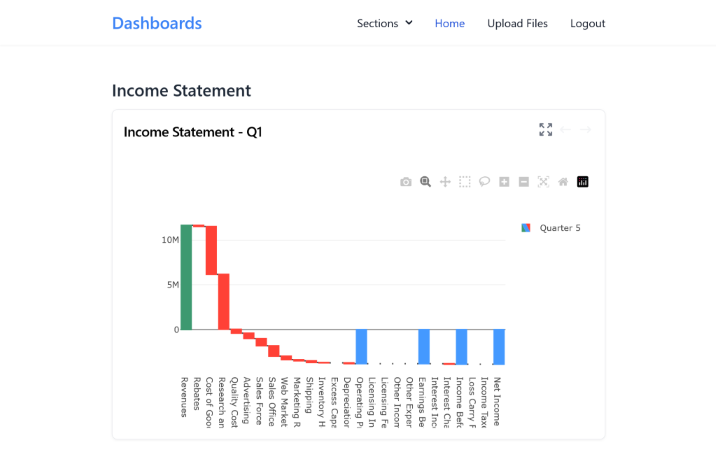 Dashboards
Sections
Home
Upload Files
Logout
Income Statement
Income Statement - Q1
Quarter 5
10M
5M
0
Revenues
Rebates
Cost of Goo
Research an
Quality Cost
Advertising
Sales Force
Sales Office
Web Market
Marketing R
Shipping
Inventory H
Excess Capa
Depreciation
Operating P
Licensing In
Licensing Fe
Other Incom
Other Exper
Earnings Be
Interest Inc
Interest Cha
Income Befo
Loss Carry F
Income Taxe
Net Income